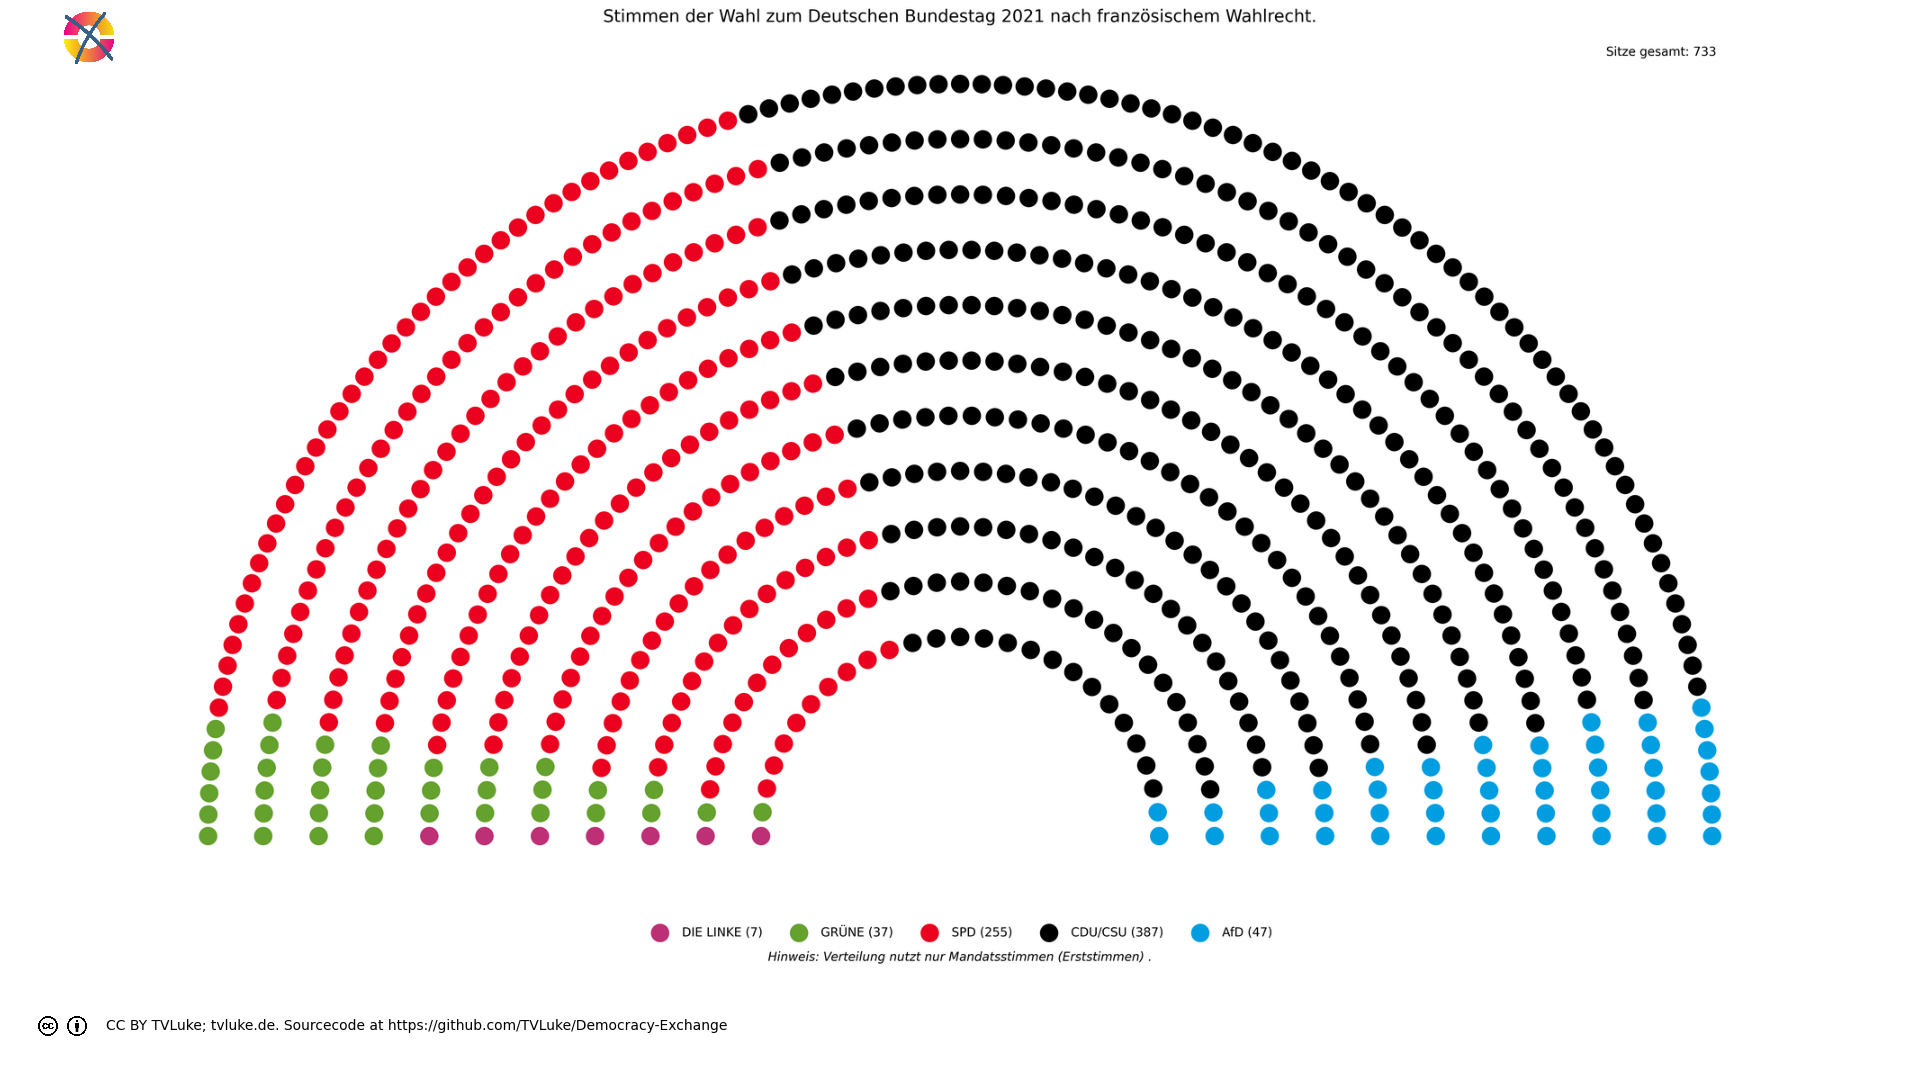 Stimmen der Wahl zum Deutschen Bundestag 2021 nach französischem Wahlrecht.
Sitze gesamt: 733
DIE LINKE (7) GRÜNE (37) SPD (255) CDU/CSU (387) AfD (47)
Hinweis: Verteilung nutzt nur Mandatsstimmen (Erststimmen) .
cc CC BY TVLuke; tvluke.de. Sourcecode at https://github.com/TVLuke/Democracy-Exchange